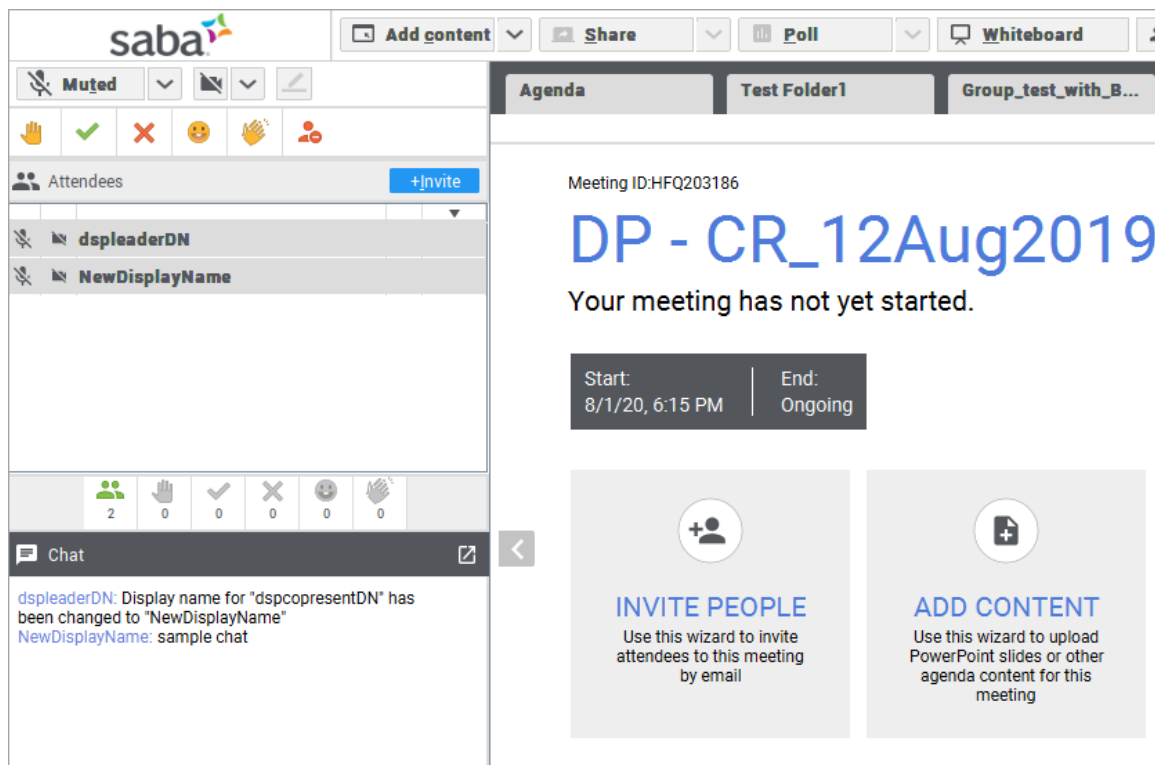 saba
Add content
Share
Poll
Whiteboard
Muted
Agenda
Test Folder1
Group_test_with_B...
Attendees
+Invite
dspleaderDN
NewDisplayName
2
0
0
0
0
0
Chat
dspleaderDN: Display name for "dspcopresentDN" has
been changed to "NewDisplayName"
NewDisplayName: sample chat
Meeting ID:HFQ203186
DP - CR_12Aug2019
Your meeting has not yet started.
Start:
8/1/20, 6:15 PM
End:
Ongoing
INVITE PEOPLE
Use this wizard to invite
attendees to this meeting
by email
ADD CONTENT
Use this wizard to upload
PowerPoint slides or other
agenda content for this
meeting